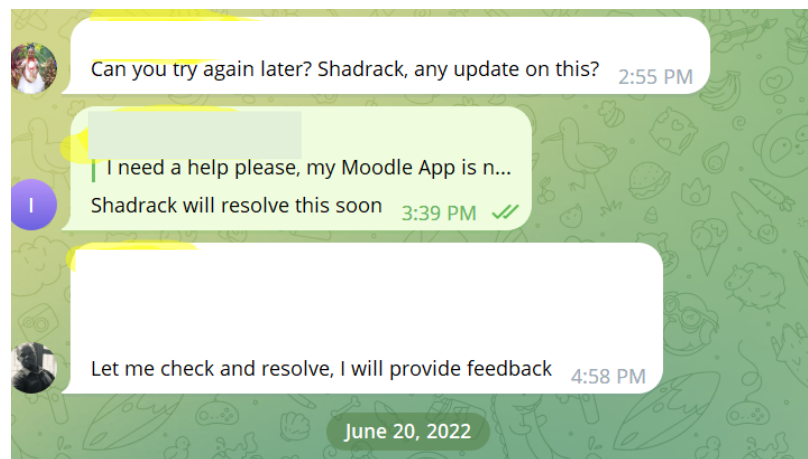 Can you try again later? Shadrack, any update on this? 2:55 PM
I need a help please, my Moodle App is n...
I
Shadrack will resolve this soon 3:39 PM
Let me check and resolve, I will provide feedback 4:58 PM
June 20, 2022